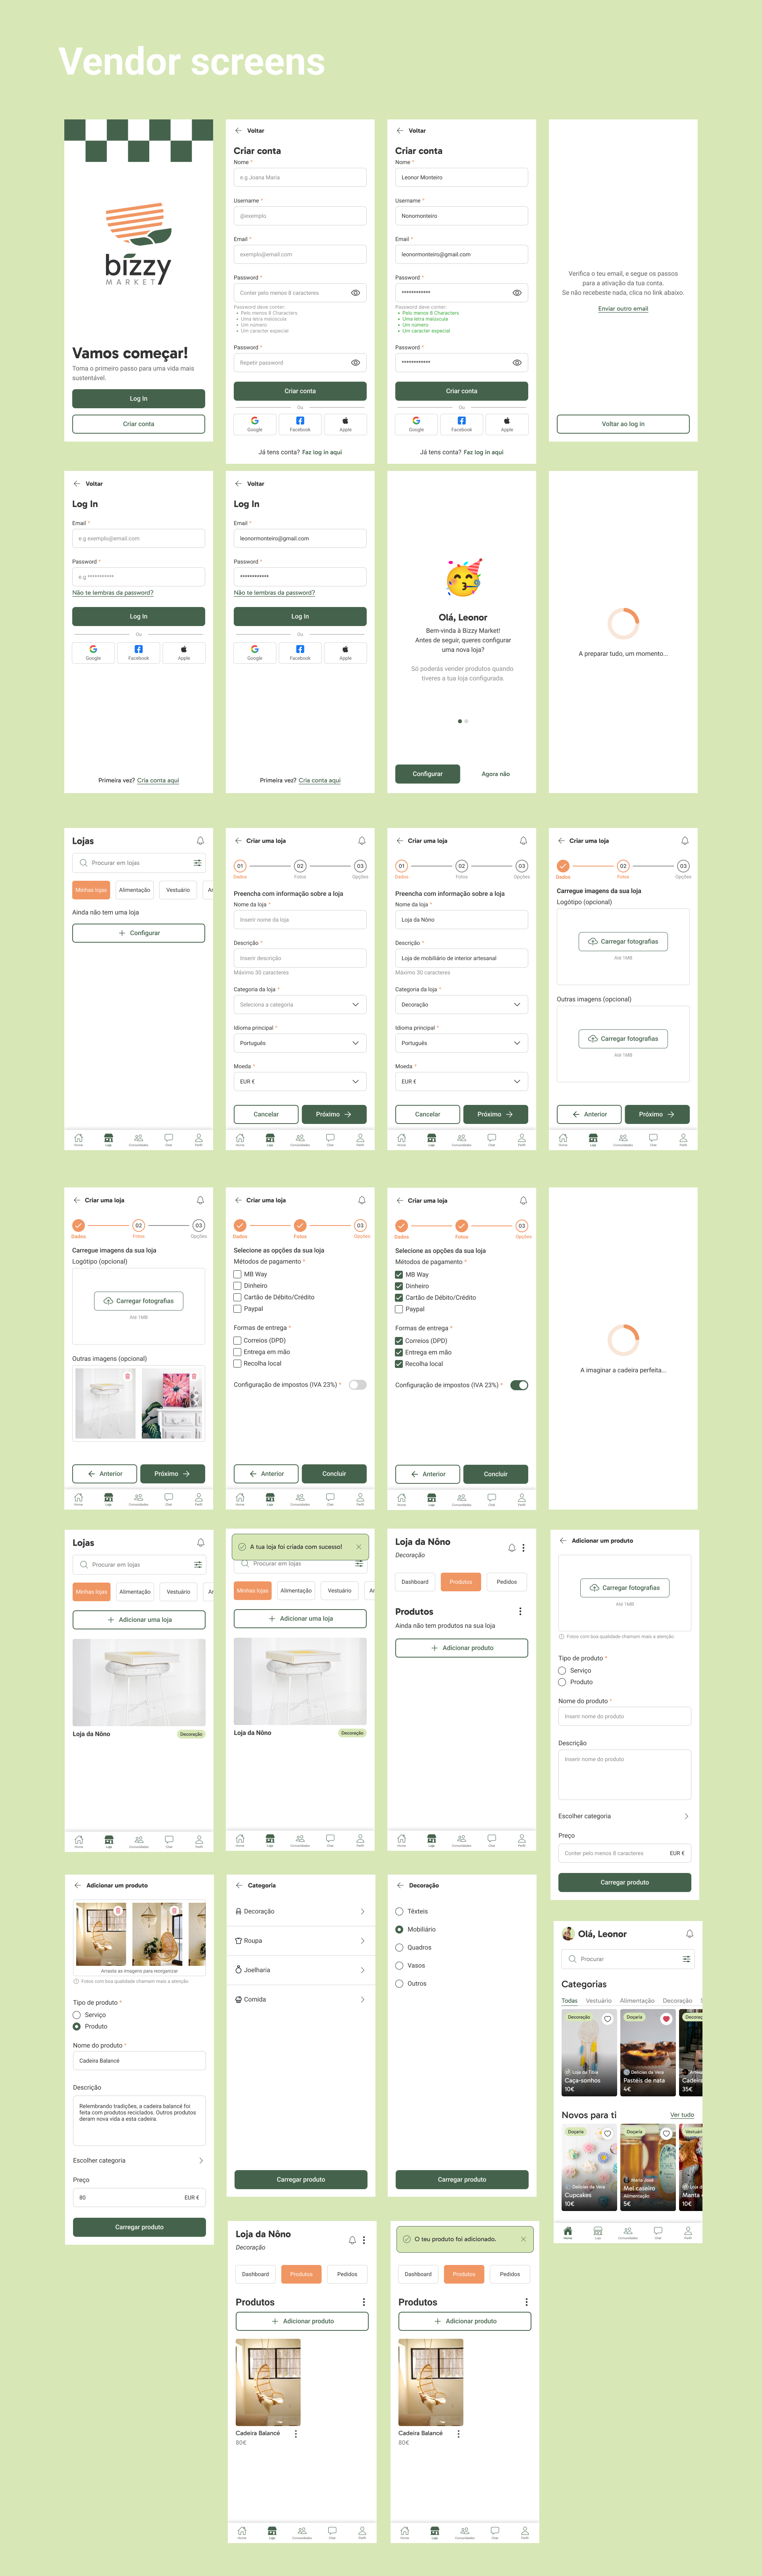 Vendor screens
bizzy
MARKET
Vamos começar!
Toma o primeiro passo para uma vida mais
sustentável.
Log In
Criar conta
Voltar
Criar conta
Nome *
e.g.Joana Maria
Username *
@exemplo
Email *
exemplo@email.com
Password *
Conter pelo menos 8 caracteres
Password deve conter:
• Pelo menos 8 Characters
• Uma letra maiúscula
• Um número
• Um caracter especial
Password *
Repetir password
Criar conta
Ou
Google
Facebook
Apple
Já tens conta? Faz log in aqui
Voltar
Criar conta
Nome *
Leonor Monteiro
Username *
Nonomonteiro
Email *
leonormonteiro@gmail.com
Password *
************
Password deve conter:
• Pelo menos 8 Characters
• Uma letra maiúscula
• Um número
• Um caracter especial
Password *
************
Criar conta
Ou
Google
Facebook
Apple
Já tens conta? Faz log in aqui
Verifica o teu email, e segue os passos
para a ativação da tua conta.
Se não recebeste nada, clica no link abaixo.
Enviar outro email
Voltar ao log in
Voltar
Log In
Email *
e.g exemplo@email.com
Password *
e.g ***********
Não te lembras da password?
Log In
Ou
Google
Facebook
Apple
Primeira vez? Cria conta aqui
Voltar
Log In
Email *
leonormonteiro@gmail.com
Password *
************
Não te lembras da password?
Log In
Ou
Google
Facebook
Apple
Primeira vez? Cria conta aqui
Olá, Leonor
Bem-vinda à Bizzy Market!
Antes de seguir, queres configurar
uma nova loja?
Só poderás vender produtos quando
tiveres a tua loja configurada.
Configurar
Agora não
A preparar tudo, um momento...
Lojas
Procurar em lojas
Minhas lojas
Alimentação
Vestuário
Ainda não tem uma loja
Configurar
Home
Loja
Comunidades
Chat
Perfil
Criar uma loja
01
02
03
Dados
Fotos
Opções
Preencha com informação sobre a loja
Nome da loja *
Inserir nome da loja
Descrição *
Inserir descrição
Máximo 30 caracteres
Categoria da loja *
Seleciona a categoria
Idioma principal *
Português
Moeda *
EUR €
Cancelar
Próximo
Home
Loja
Comunidades
Chat
Perfil
Criar uma loja
01
02
03
Dados
Fotos
Opções
Preencha com informação sobre a loja
Nome da loja *
Loja da Nôno
Descrição *
Loja de mobiliário de interior artesanal
Máximo 30 caracteres
Categoria da loja *
Decoração
Idioma principal *
Português
Moeda *
EUR €
Cancelar
Próximo
Home
Loja
Comunidades
Chat
Perfil
Criar uma loja
02
03
Dados
Fotos
Opções
Carregue imagens da sua loja
Logótipo (opcional)
Carregar fotografias
Até 1MB
Outras imagens (opcional)
Carregar fotografias
Até 1MB
Anterior
Próximo
Home
Loja
Comunidades
Chat
Perfil
Criar uma loja
02
03
Dados
Fotos
Opções
Carregue imagens da sua loja
Logótipo (opcional)
Carregar fotografias
Até 1MB
Outras imagens (opcional)
Anterior
Próximo
Home
Loja
Comunidades
Chat
Perfil
Criar uma loja
03
Dados
Fotos
Opções
Selecione as opções da sua loja
Métodos de pagamento *
MB Way
Dinheiro
Cartão de Débito/Crédito
Paypal
Formas de entrega *
Correios (DPD)
Entrega em mão
Recolha local
Configuração de impostos (IVA 23%) *
Anterior
Concluir
Home
Loja
Comunidades
Chat
Perfil
Criar uma loja
03
Dados
Fotos
Opções
Selecione as opções da sua loja
Métodos de pagamento *
MB Way
Dinheiro
Cartão de Débito/Crédito
Paypal
Formas de entrega *
Correios (DPD)
Entrega em mão
Recolha local
Configuração de impostos (IVA 23%) *
Anterior
Concluir
Home
Loja
Comunidades
Chat
Perfil
A imaginar a cadeira perfeita...
Lojas
Procurar em lojas
Minhas lojas
Alimentação
Vestuário
Adicionar uma loja
Loja da Nôno
Decoração
Home
Loja
Comunidades
Chat
Perfil
A tua loja foi criada com sucesso!
Procurar em lojas
Minhas lojas
Alimentação
Vestuário
Adicionar uma loja
Loja da Nôno
Decoração
Home
Loja
Comunidades
Chat
Perfil
Loja da Nôno
Decoração
Dashboard
Produtos
Pedidos
Produtos
Ainda não tem produtos na sua loja
Adicionar produto
Home
Loja
Comunidades
Chat
Perfil
Adicionar um produto
Carregar fotografias
Até 1MB
Fotos com boa qualidade chamam mais a atenção
Tipo de produto *
Serviço
Produto
Nome do produto *
Inserir nome do produto
Descrição
Inserir nome do produto
Escolher categoria
Preço
Conter pelo menos 8 caracteres
EUR €
Carregar produto
Adicionar um produto
Arrasta as imagens para reorganizar
Fotos com boa qualidade chamam mais a atenção
Tipo de produto *
Serviço
Produto
Nome do produto *
Cadeira Balancé
Descrição
Relembrando tradições, a cadeira balancé foi
feita com produtos reciclados. Outros produtos
deram nova vida a esta cadeira.
Escolher categoria
Preço
80
EUR €
Carregar produto
Categoria
Decoração
Roupa
Joelharia
Comida
Carregar produto
Decoração
Têxteis
Mobiliário
Quadros
Vasos
Outros
Carregar produto
Olá, Leonor
Procurar
Categorias
Todas
Vestuário
Alimentação
Decoração
Decoração
Loja da Titina
Caça-sonhos
10€
Doçaria
Delícias da Vera
Pastéis de nata
4€
35€
Novos para ti
Ver tudo
Doçaria
Delícias da Vera
Cupcakes
10€
Doçaria
Maria José
Mel caseiro
Alimentação
5€
Manta
10€
Home
Loja
Comunidades
Chat
Perfil
Loja da Nôno
Decoração
Dashboard
Produtos
Pedidos
Produtos
Adicionar produto
Cadeira Balancé
80€
Home
Loja
Comunidades
Chat
Perfil
O teu produto foi adicionado.
Dashboard
Produtos
Pedidos
Produtos
Adicionar produto
Cadeira Balancé
80€
Home
Loja
Comunidades
Chat
Perfil